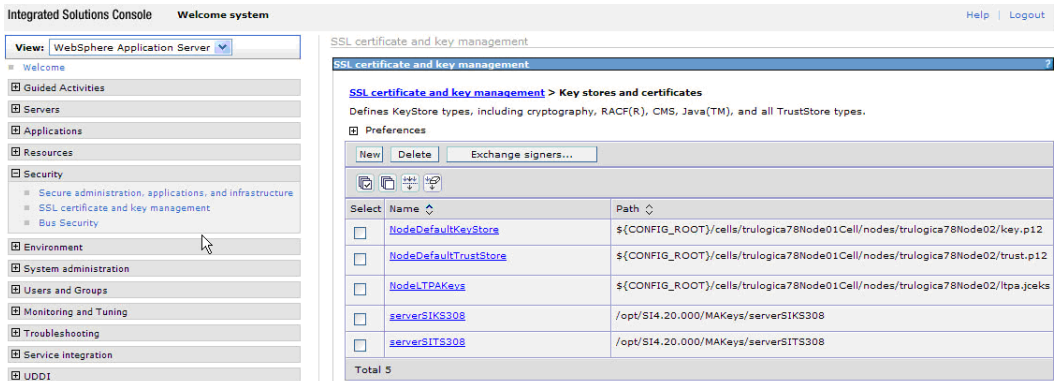 Integrated Solutions Console Welcome system Help | Logout
View: WebSphere Application Server
Welcome
Guided Activities
Servers
Applications
Resources
Security
Secure administration, applications, and infrastructure
SSL certificate and key management
Bus Security
Environment
System administration
Users and Groups
Monitoring and Tuning
Troubleshooting
Service integration
UDDI
SSL certificate and key management
SSL certificate and key management ?
SSL certificate and key management > Key stores and certificates
Defines KeyStore types, including cryptography, RACF(R), CMS, Java(TM), and all TrustStore types.
Preferences
New Delete Exchange signers...
Select Name Path
NodeDefaultKeyStore ${CONFIG_ROOT}/cells/trulogica78Node01Cell/nodes/trulogica78Node02/key.p12
NodeDefaultTrustStore ${CONFIG_ROOT}/cells/trulogica78Node01Cell/nodes/trulogica78Node02/trust.p12
NodeLTPAKeys ${CONFIG_ROOT}/cells/trulogica78Node01Cell/nodes/trulogica78Node02/ltpa.jceks
serverSIKS308 /opt/SI4.20.000/MAKeys/serverSIKS308
serverSITS308 /opt/SI4.20.000/MAKeys/serverSITS308
Total 5